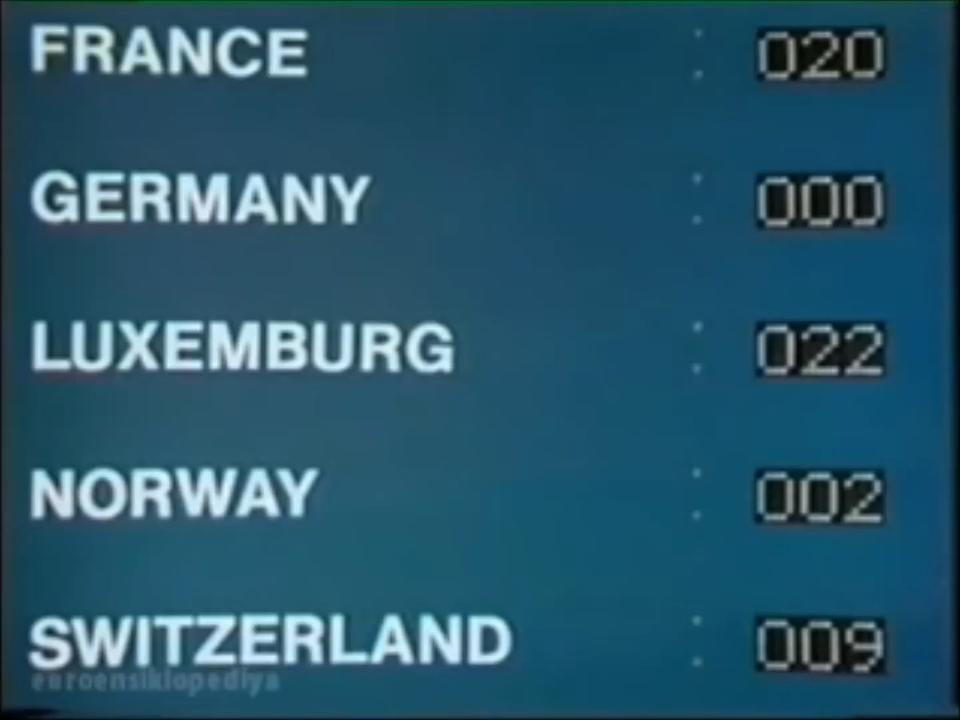 FRANCE : 020
GERMANY : 000
LUXEMBURG : 022
NORWAY : 002
SWITZERLAND : 009
euroensiklopediya